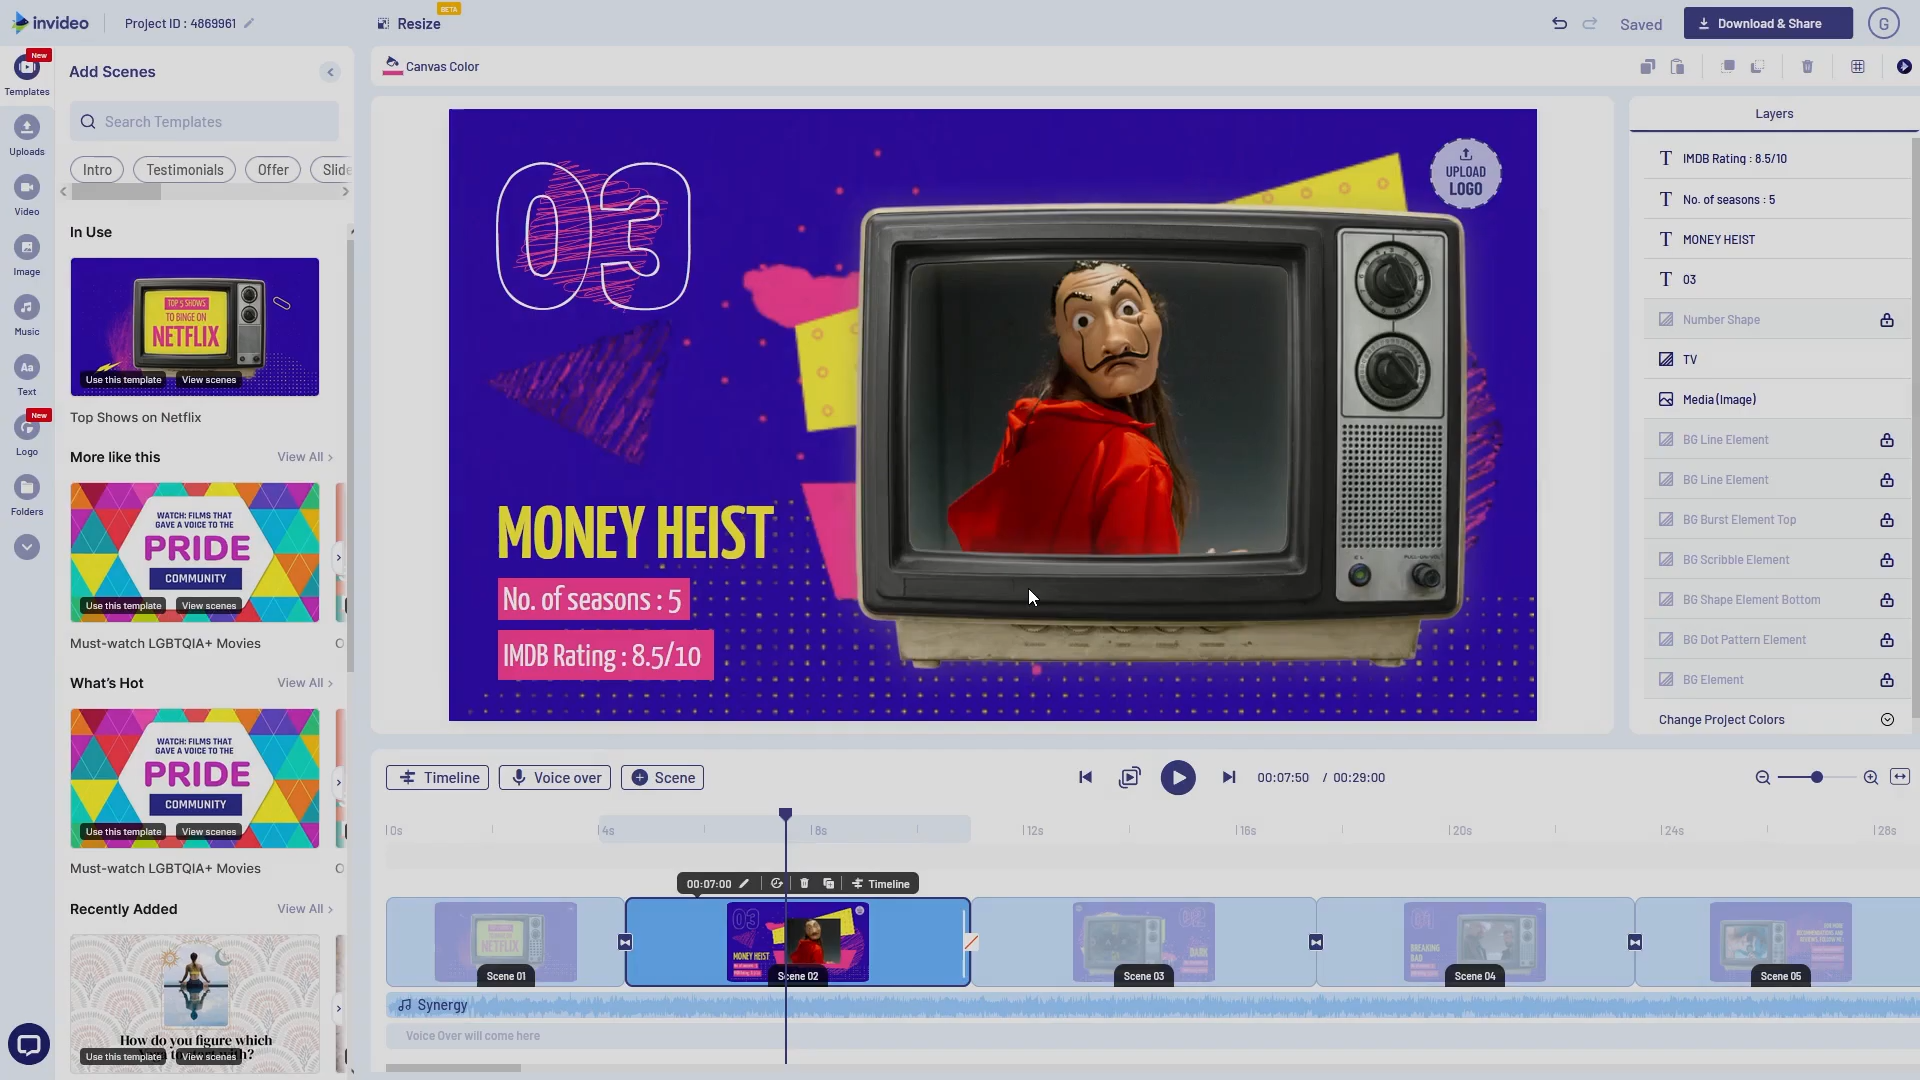 invideo
Project ID : 4869961
BETA
Resize
Saved
Download & Share
G
New
Templates
Uploads
Video
Image
Music
Aa
Text
New
Logo
Folders
Add Scenes
Search Templates
Intro
Testimonials
Offer
Slide
In Use
TOP 5 SHOWS
TO BINGE ON
NETFLIX
Use this template
View scenes
Top Shows on Netflix
More like this
View All
WATCH: FILMS THAT
GAVE A VOICE TO THE
PRIDE
COMMUNITY
Use this template
View scenes
Must-watch LGBTQIA+ Movies
What's Hot
View All
WATCH: FILMS THAT
GAVE A VOICE TO THE
PRIDE
COMMUNITY
Use this template
View scenes
Must-watch LGBTQIA+ Movies
Recently Added
View All
How do you figure which
Use this template
View scenes
Canvas Color
03
UPLOAD
LOGO
MONEY HEIST
No. of seasons : 5
IMDB Rating : 8.5/10
Layers
IMDB Rating : 8.5/10
No. of seasons : 5
MONEY HEIST
03
Number Shape
TV
Media (Image)
BG Line Element
BG Line Element
BG Burst Element Top
BG Scribble Element
BG Shape Element Bottom
BG Dot Pattern Element
BG Element
Change Project Colors
Timeline
Voice over
Scene
00:07:50 / 00:29:00
0s
4s
8s
12s
16s
20s
24s
28s
00:07:00
Timeline
NETFLIX
Scene 01
03
MONEY HEIST
Scene 02
02
DARK
Scene 03
01
BREAKING
BAD
Scene 04
Scene 05
Synergy
Voice Over will come here